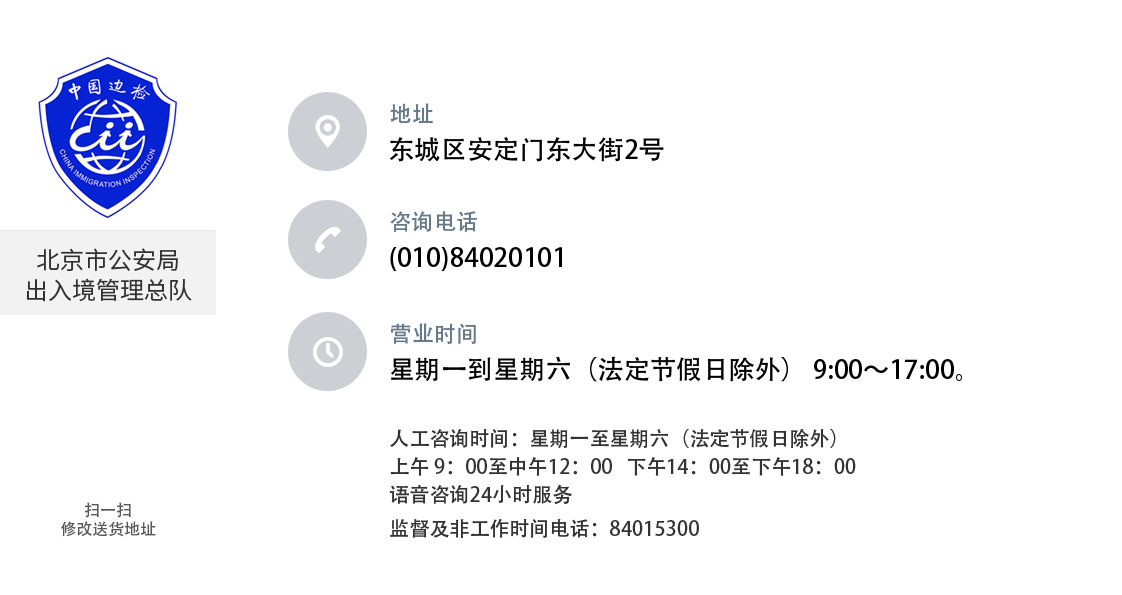 中国边检
cii
CHINA IMMIGRATION INSPECTION
北京市公安局
出入境管理总队
扫一扫
修改送货地址
地址
东城区安定门东大街2号
咨询电话
(010)84020101
营业时间
星期一到星期六（法定节假日除外） 9:00～17:00。
人工咨询时间：星期一至星期六（法定节假日除外）
上午 9：00至中午12：00 下午14：00至下午18：00
语音咨询24小时服务
监督及非工作时间电话：84015300